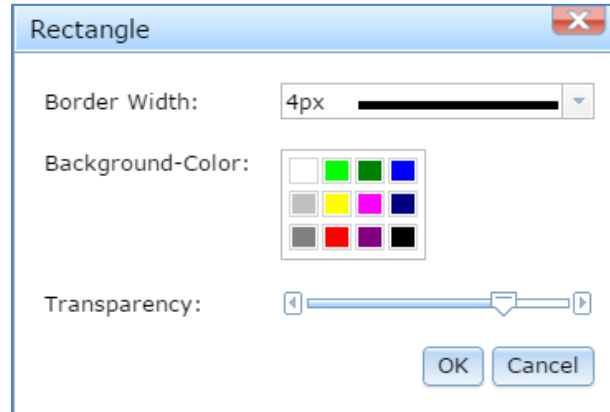 Rectangle
Border Width:
4px
Background-Color:
Transparency:
OK
Cancel